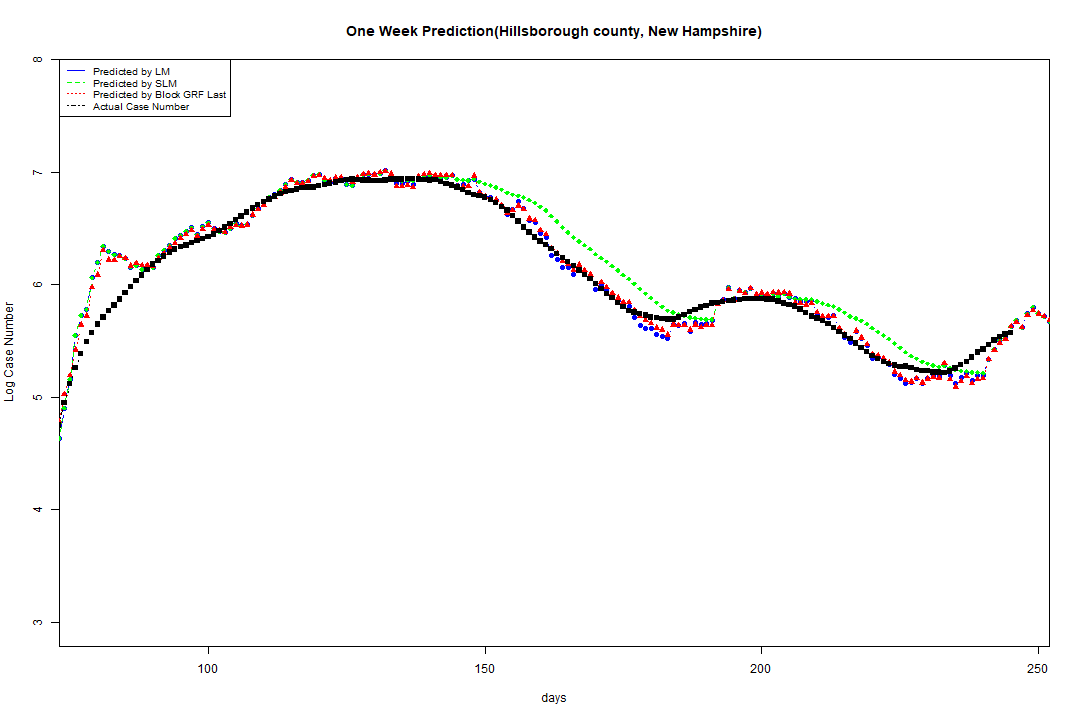 One Week Prediction(Hillsborough county, New Hampshire)
Predicted by LM
Predicted by SLM
Predicted by Block GRF Last
Actual Case Number
Log Case Number
8
7
6
5
4
3
100
150
200
250
days